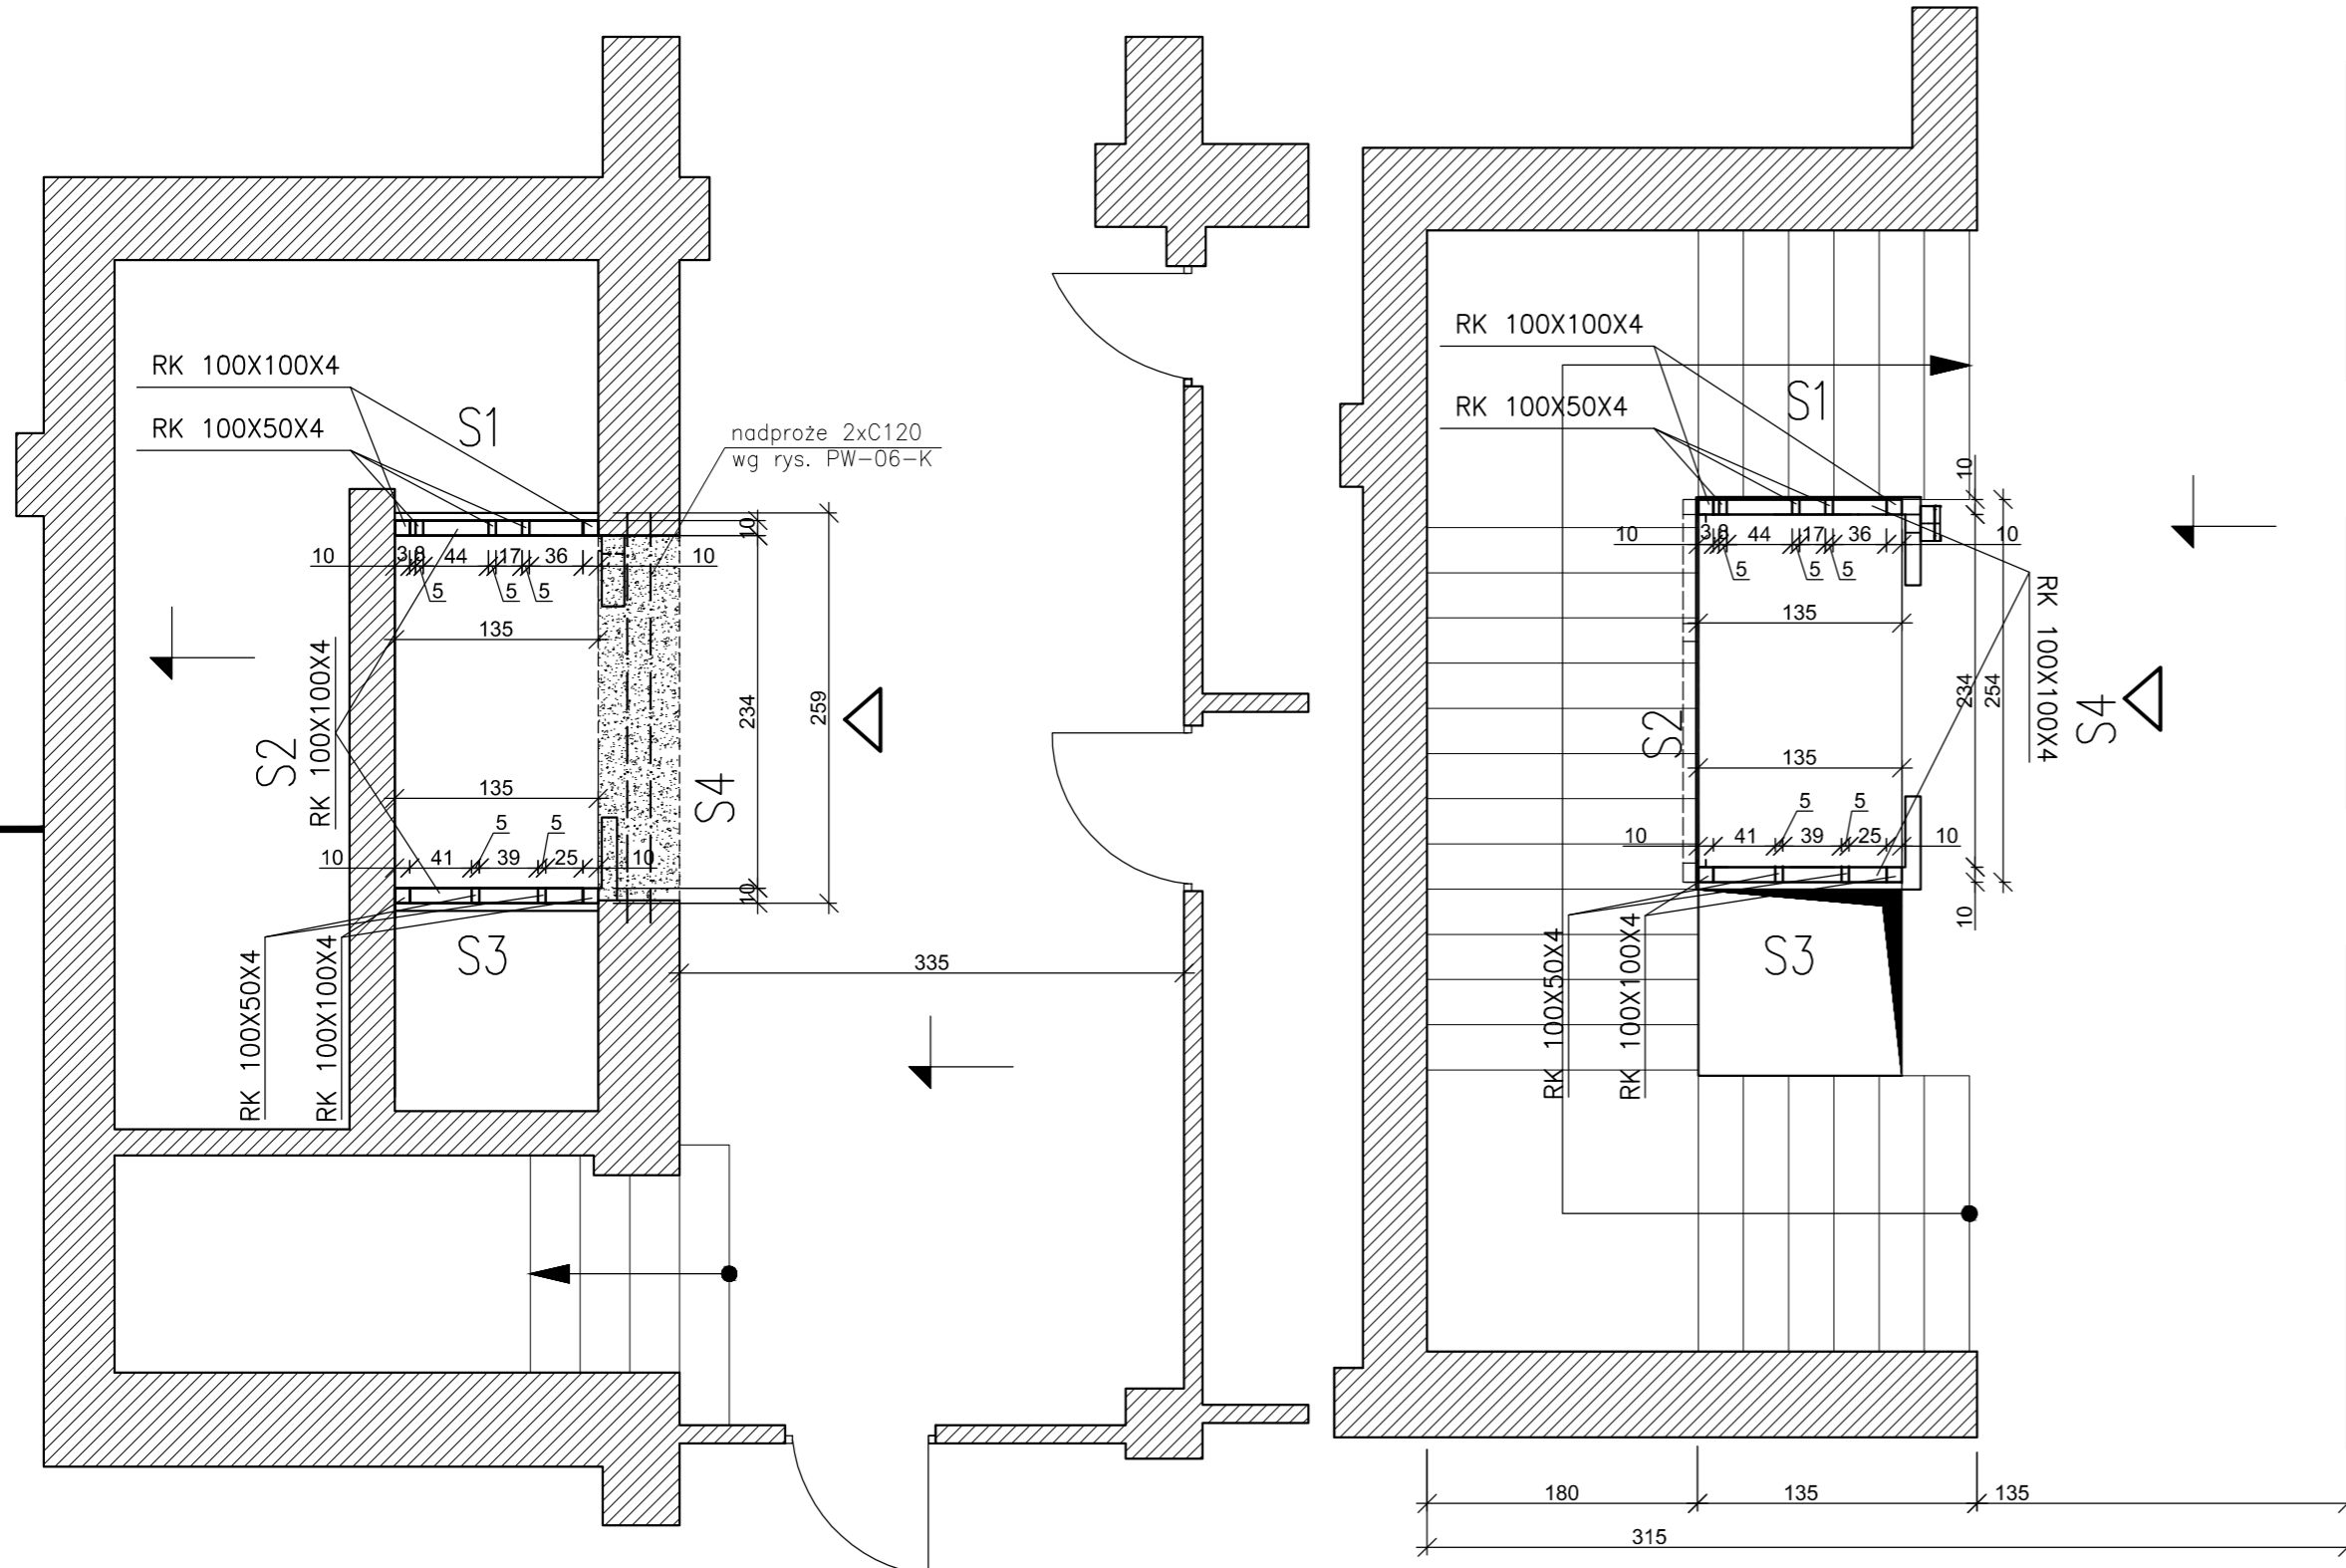 RK 100X100X4
RK 100X50X4
S1
nadproże 2xC120
wg rys. PW-06-K
10
10 3 8 44 17 36 10
5 5 5
135
RK 100X100X4
S2
234
259
S4
135
5 5
10 41 39 25 10
10
S3
RK 100X50X4
RK 100X100X4
335
RK 100X100X4
RK 100X50X4
S1
10
10 3 8 44 17 36 10
5 5 5
135
RK 100X100X4
S2
234
254
S4
135
5 5
10 41 39 25 10
10
S3
RK 100X50X4
RK 100X100X4
180 135 135
315